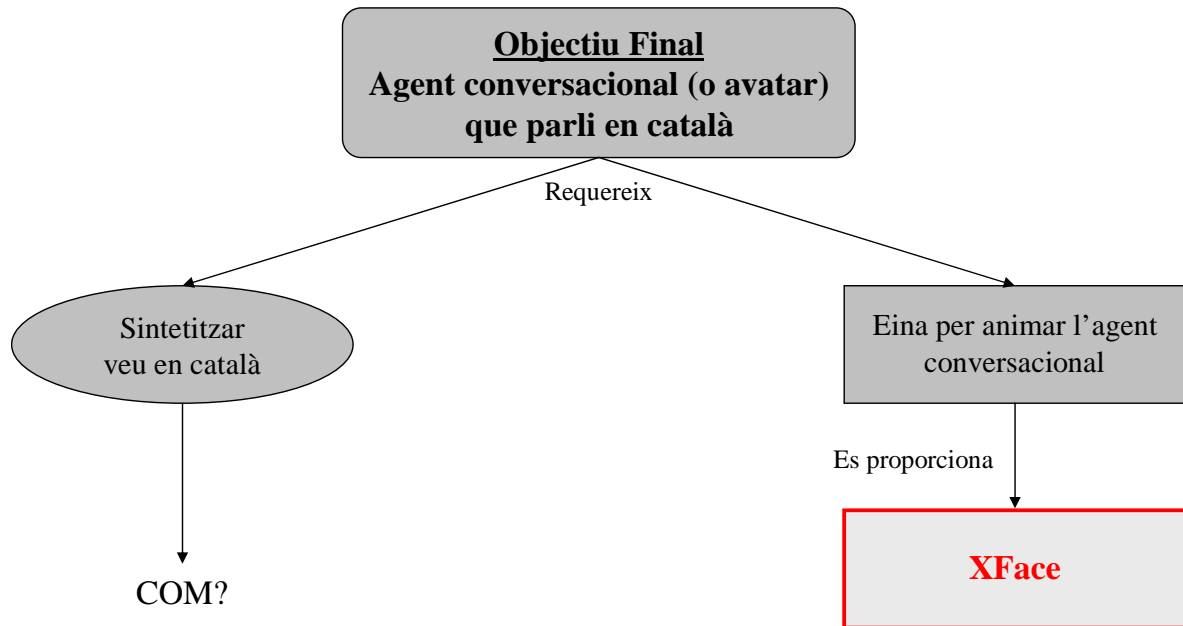 Objectiu Final
Agent conversacional (o avatar)
que parli en català
Requereix
Sintetitzar
veu en català
Eina per animar l’agent
conversacional
Es proporciona
COM?
XFace